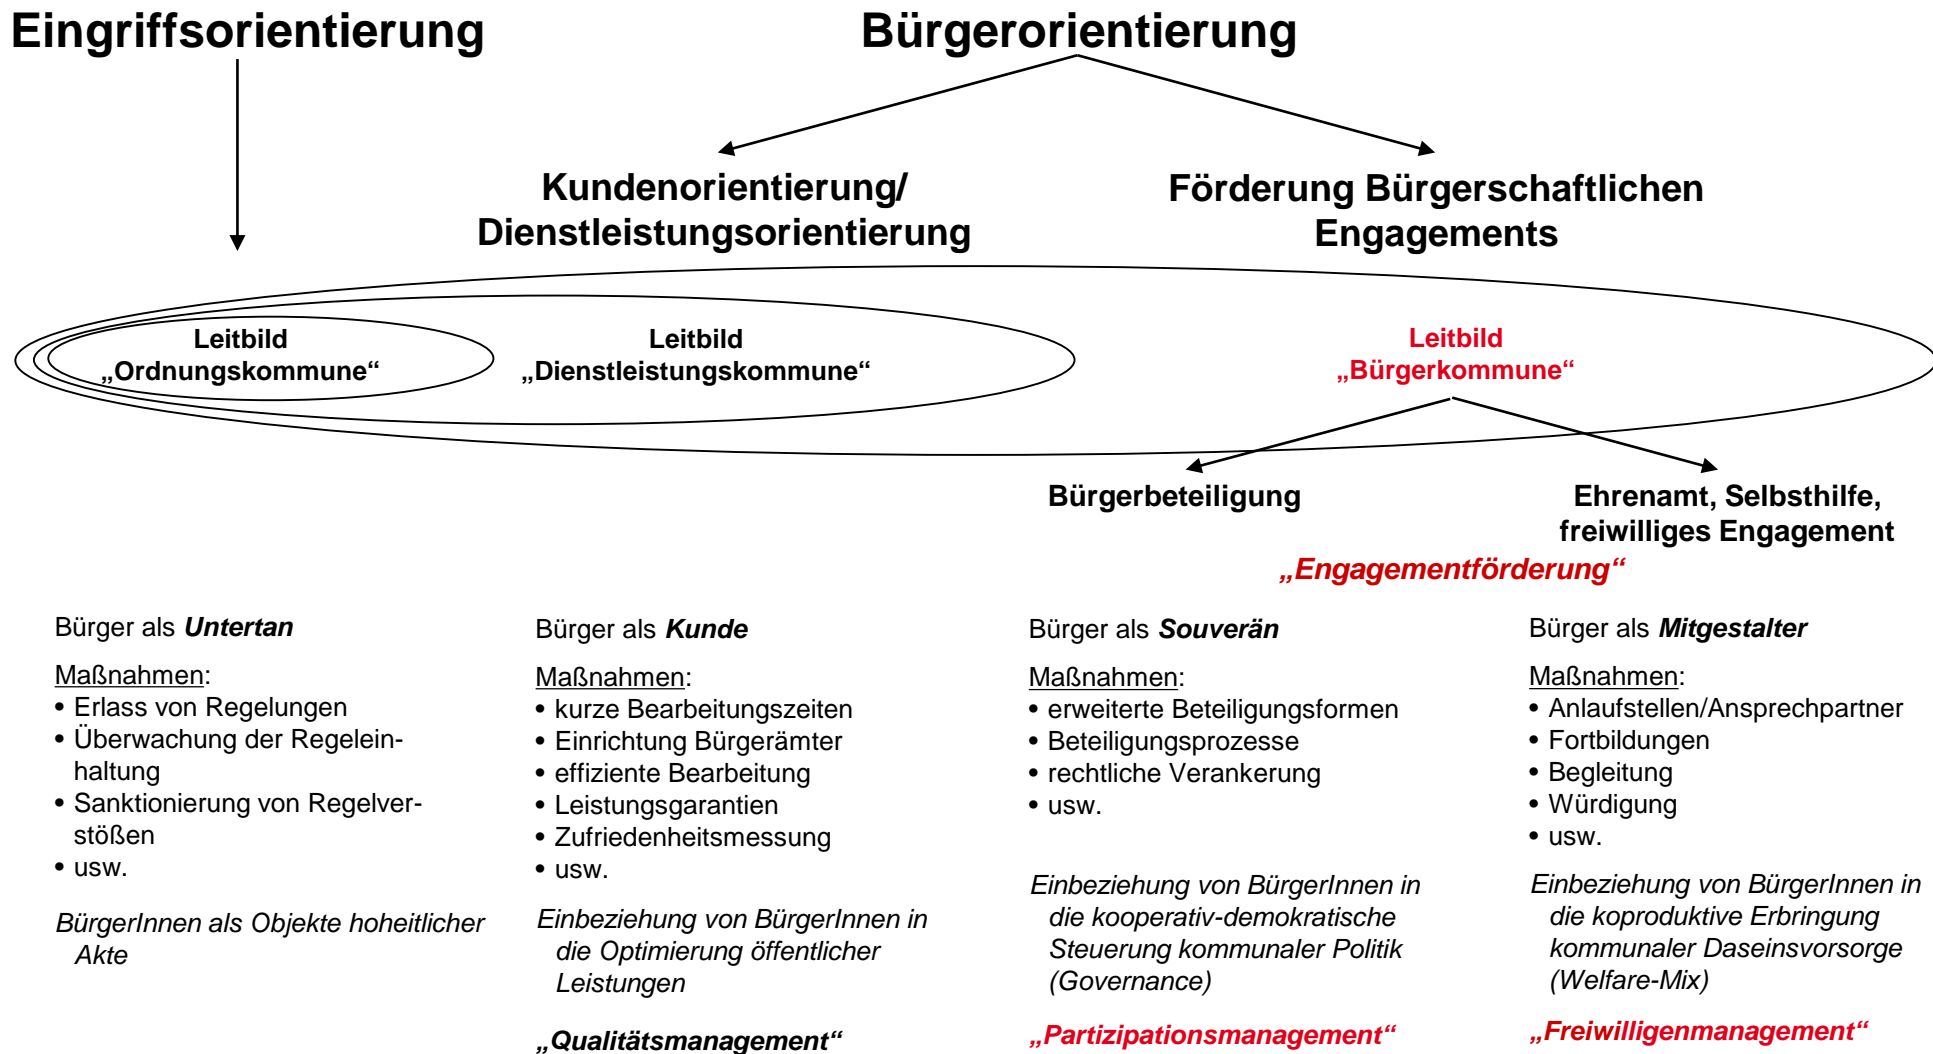 Eingriffsorientierung
Bürgerorientierung
Kundenorientierung/
Dienstleistungsorientierung
Förderung Bürgerschaftlichen
Engagements
Leitbild
„Ordnungskommune“
Leitbild
„Dienstleistungskommune“
Leitbild
„Bürgerkommune“
Bürgerbeteiligung
Ehrenamt, Selbsthilfe,
freiwilliges Engagement
„Engagementförderung“
Bürger als Untertan
Maßnahmen:
• Erlass von Regelungen
• Überwachung der Regelein-
haltung
• Sanktionierung von Regelver-
stößen
• usw.
BürgerInnen als Objekte hoheitlicher
Akte
Bürger als Kunde
Maßnahmen:
• kurze Bearbeitungszeiten
• Einrichtung Bürgerämter
• effiziente Bearbeitung
• Leistungsgarantien
• Zufriedenheitsmessung
• usw.
Einbeziehung von BürgerInnen in
die Optimierung öffentlicher
Leistungen
„Qualitätsmanagement“
Bürger als Souverän
Maßnahmen:
• erweiterte Beteiligungsformen
• Beteiligungsprozesse
• rechtliche Verankerung
• usw.
Einbeziehung von BürgerInnen in
die kooperativ-demokratische
Steuerung kommunaler Politik
(Governance)
„Partizipationsmanagement“
Bürger als Mitgestalter
Maßnahmen:
• Anlaufstellen/Ansprechpartner
• Fortbildungen
• Begleitung
• Würdigung
• usw.
Einbeziehung von BürgerInnen in
die koproduktive Erbringung
kommunaler Daseinsvorsorge
(Welfare-Mix)
„Freiwilligenmanagement“